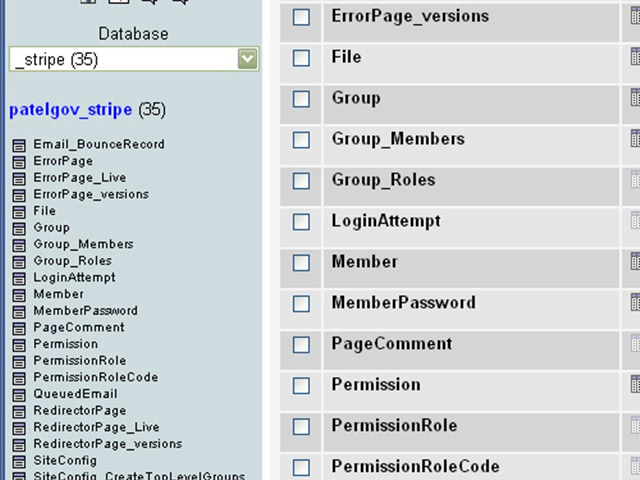 Database
_stripe (35)
patelgov_stripe (35)
Email_BounceRecord
ErrorPage
ErrorPage_Live
ErrorPage_versions
File
Group
Group_Members
Group_Roles
LoginAttempt
Member
MemberPassword
PageComment
Permission
PermissionRole
PermissionRoleCode
QueuedEmail
RedirectorPage
RedirectorPage_Live
RedirectorPage_versions
SiteConfig
SiteConfig_CreateTopLevelGroups
ErrorPage_versions
File
Group
Group_Members
Group_Roles
LoginAttempt
Member
MemberPassword
PageComment
Permission
PermissionRole
PermissionRoleCode